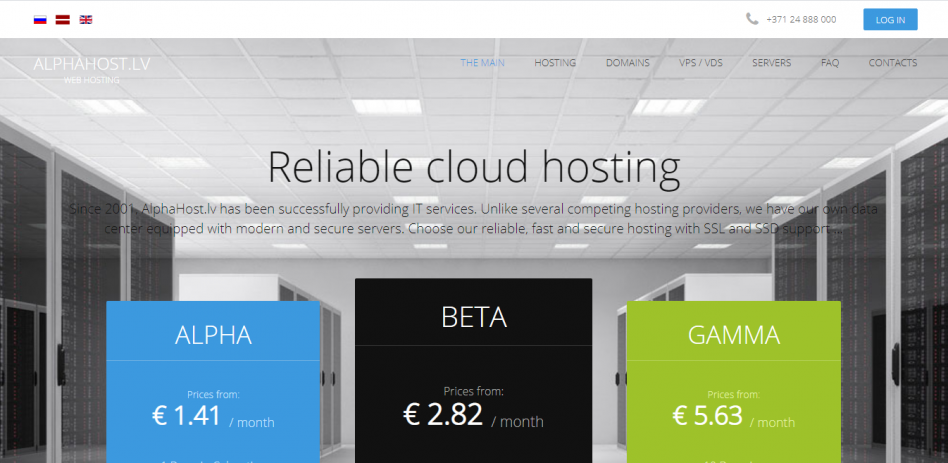 +371 24 888 000
LOG IN
ALPHAHOST.LV
WEB HOSTING
THE MAIN
HOSTING
DOMAINS
VPS / VDS
SERVERS
FAQ
CONTACTS
Reliable cloud hosting
Since 2001, AlphaHost.lv has been successfully providing IT services. Unlike several competing hosting providers, we have our own data
center equipped with modern and secure servers. Choose our reliable, fast and secure hosting with SSL and SSD support ...
ALPHA
Prices from:
€ 1.41 / month
BETA
Prices from:
€ 2.82 / month
GAMMA
Prices from:
€ 5.63 / month